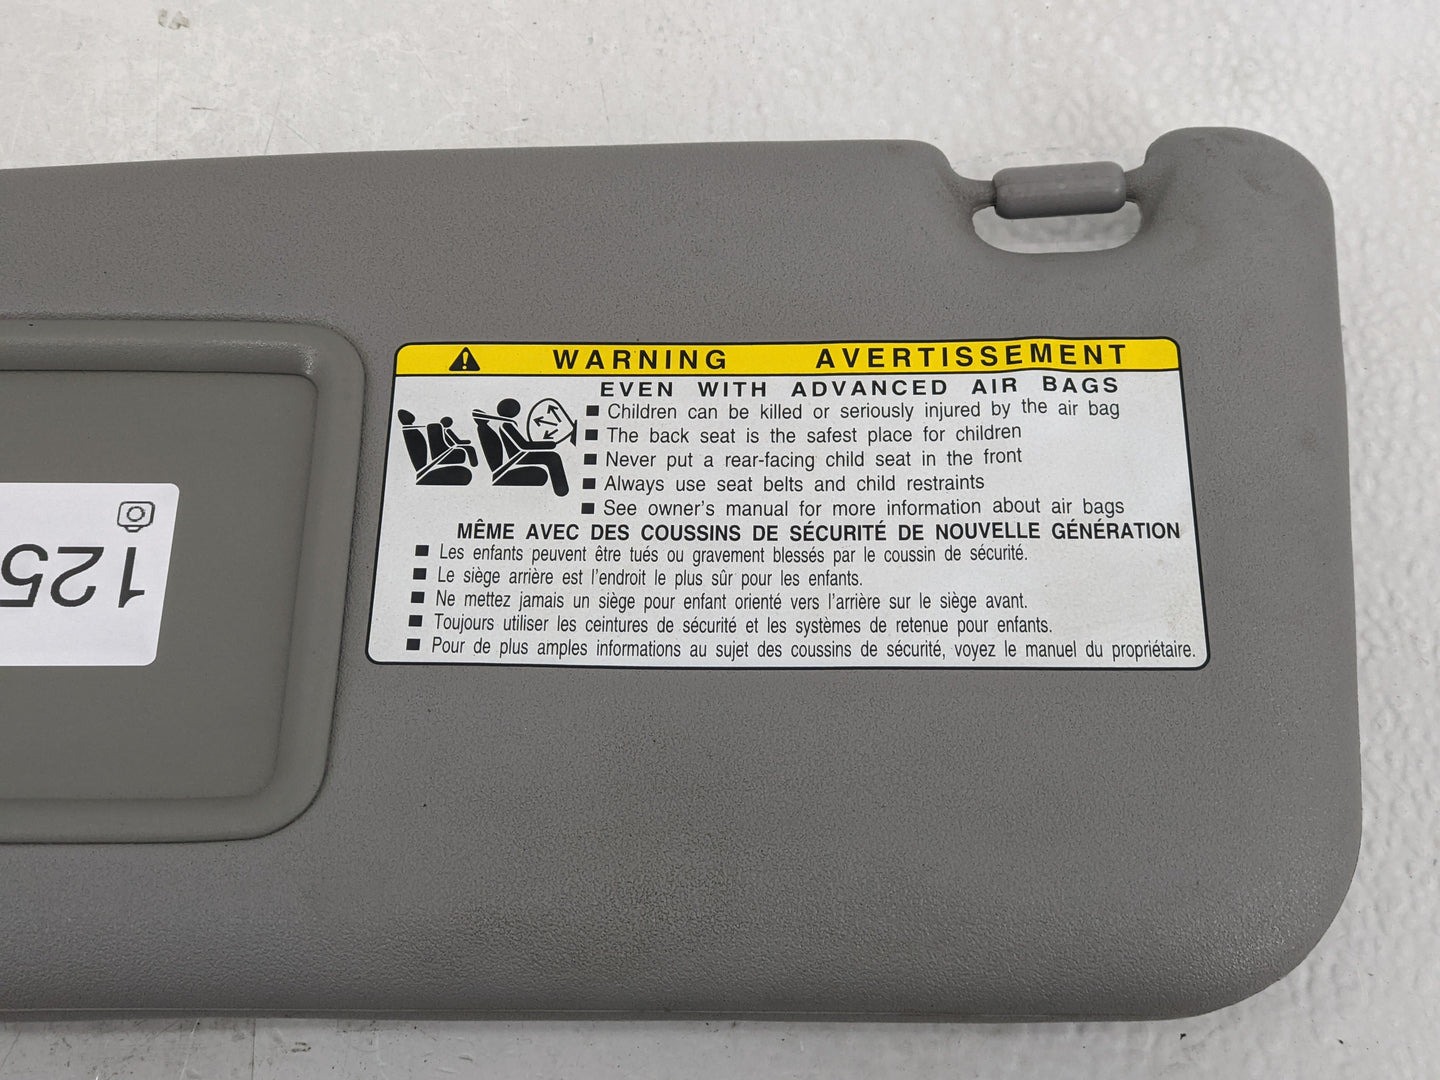 WARNING AVERTISSEMENT
EVEN WITH ADVANCED AIR BAGS
■ Children can be killed or seriously injured by the air bag
■ The back seat is the safest place for children
■ Never put a rear-facing child seat in the front
■ Always use seat belts and child restraints
■ See owner's manual for more information about air bags
MÊME AVEC DES COUSSINS DE SÉCURITÉ DE NOUVELLE GÉNÉRATION
■ Les enfants peuvent être tués ou gravement blessés par le coussin de sécurité.
■ Le siège arrière est l'endroit le plus sûr pour les enfants.
■ Ne mettez jamais un siège pour enfant orienté vers l'arrière sur le siège avant.
■ Toujours utiliser les ceintures de sécurité et les systèmes de retenue pour enfants.
■ Pour de plus amples informations au sujet des coussins de sécurité, voyez le manuel du propriétaire.
125